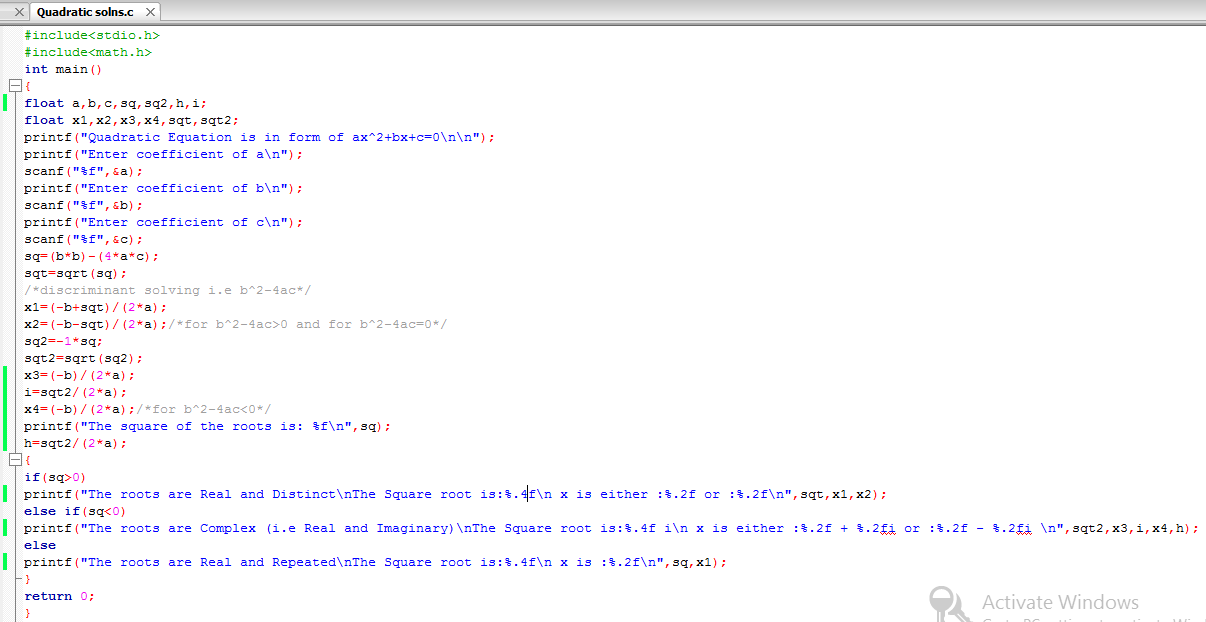 Quadratic solns.c
#include<stdio.h>
#include<math.h>
int main()
{
float a,b,c,sq,sq2,h,i;
float x1,x2,x3,x4,sqt,sqt2;
printf("Quadratic Equation is in form of ax^2+bx+c=0\n\n");
printf("Enter coefficient of a\n");
scanf("%f",&a);
printf("Enter coefficient of b\n");
scanf("%f",&b);
printf("Enter coefficient of c\n");
scanf("%f",&c);
sq=(b*b)-(4*a*c);
sqt=sqrt(sq);
/*discriminant solving i.e b^2-4ac*/
x1=(-b+sqt)/(2*a);
x2=(-b-sqt)/(2*a);/*for b^2-4ac>0 and for b^2-4ac=0*/
sq2=-1*sq;
sqt2=sqrt(sq2);
x3=(-b)/(2*a);
i=sqt2/(2*a);
x4=(-b)/(2*a);/*for b^2-4ac<0*/
printf("The square of the roots is: %f\n",sq);
h=sqt2/(2*a);
{
if(sq>0)
printf("The roots are Real and Distinct\nThe Square root is:%.4f\n x is either :%.2f or :%.2f\n",sqt,x1,x2);
else if(sq<0)
printf("The roots are Complex (i.e Real and Imaginary)\nThe Square root is:%.4f i\n x is either :%.2f + %.2fi or :%.2f - %.2fi \n",sqt2,x3,i,x4,h);
else
printf("The roots are Real and Repeated\nThe Square root is:%.4f\n x is :%.2f\n",sq,x1);
}
return 0;
}
Activate Windows